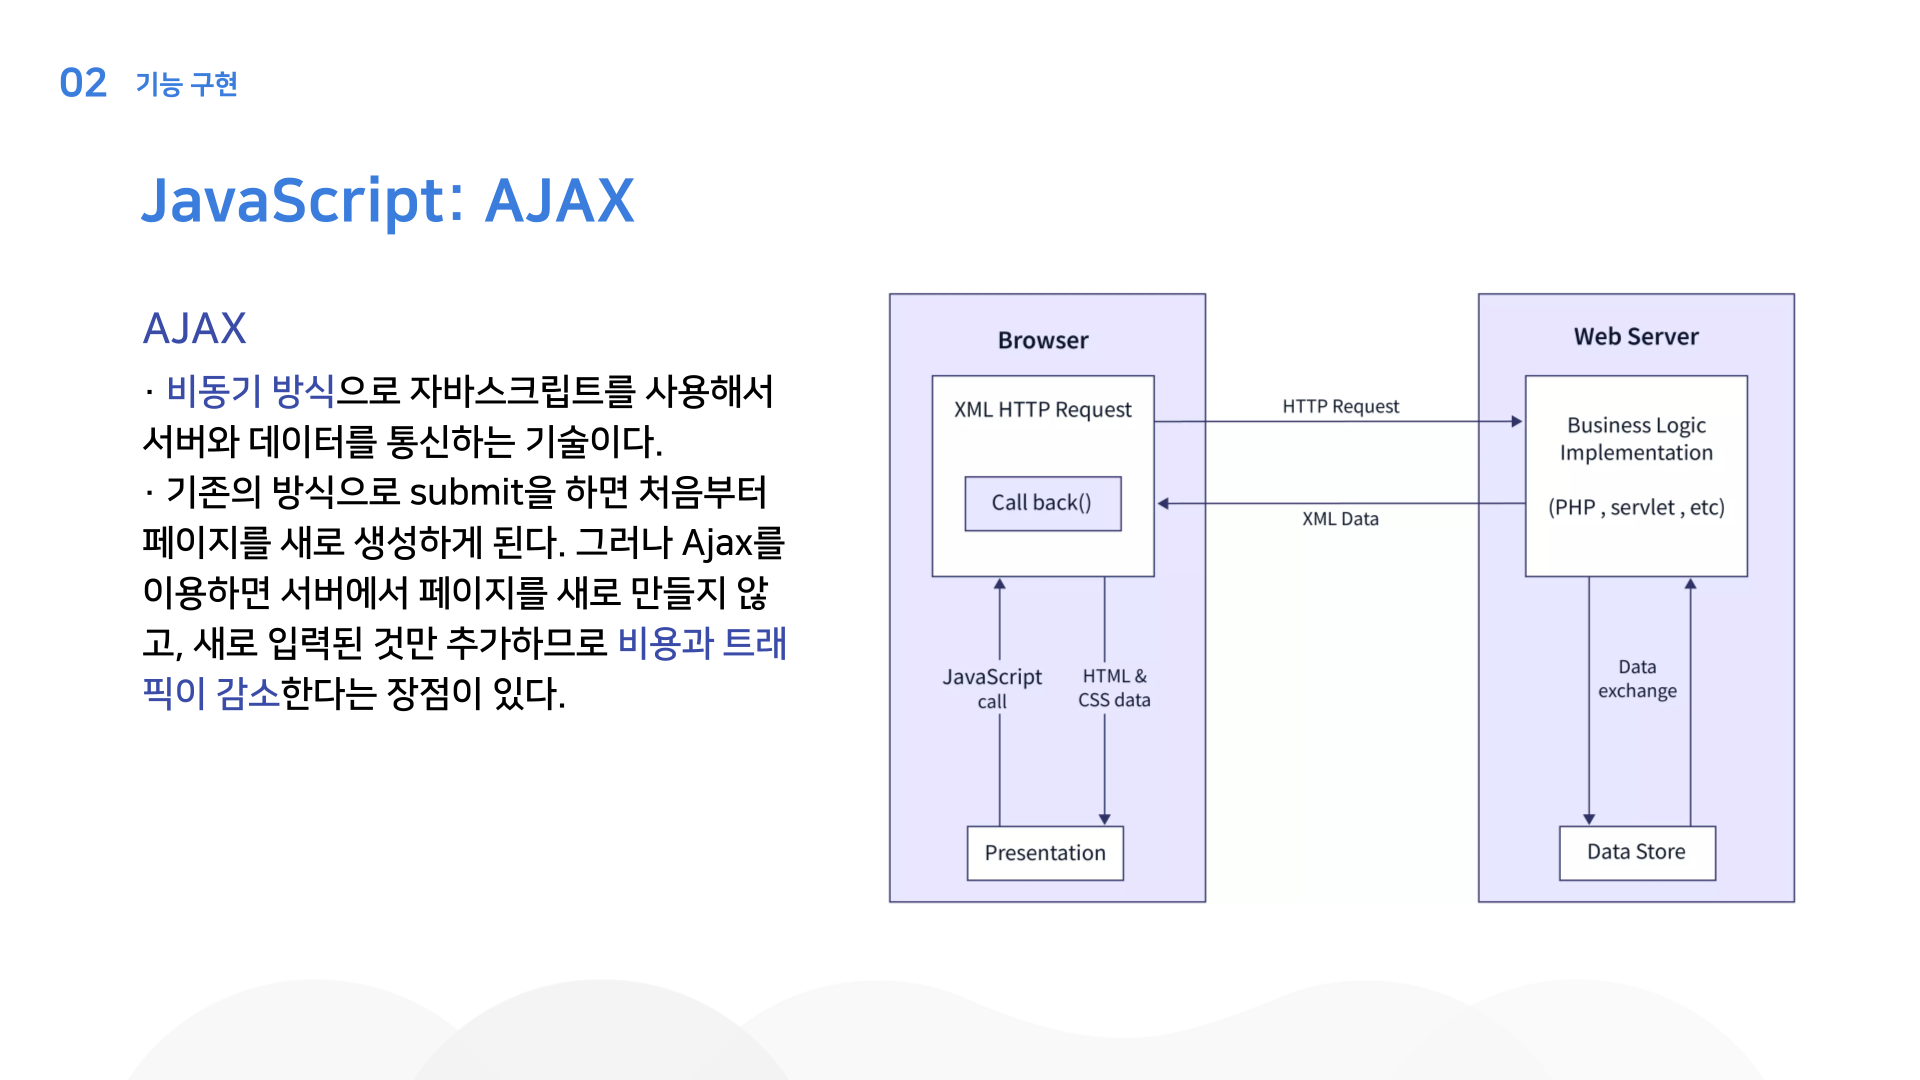 02 기능 구현
JavaScript: AJAX
AJAX
· 비동기 방식으로 자바스크립트를 사용해서
서버와 데이터를 통신하는 기술이다.
· 기존의 방식으로 submit을 하면 처음부터
페이지를 새로 생성하게 된다. 그러나 Ajax를
이용하면 서버에서 페이지를 새로 만들지 않
고, 새로 입력된 것만 추가하므로 비용과 트래
픽이 감소한다는 장점이 있다.
Browser
XML HTTP Request
Call back()
JavaScript
call
HTML &
CSS data
Presentation
HTTP Request
XML Data
Web Server
Business Logic
Implementation
(PHP , servlet , etc)
Data
exchange
Data Store